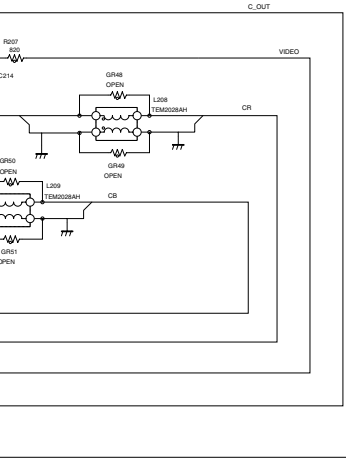 C_OUT
R207
820
VIDEO
C214
GR48
OPEN
L208
TEM2028AH
CR
GR50
OPEN
GR49
OPEN
L209
TEM2028AH
CB
GR51
OPEN